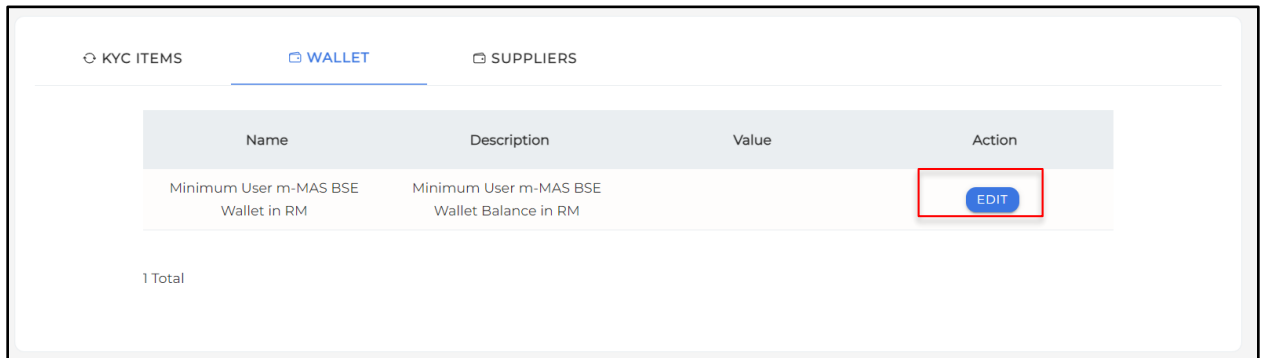 KYC ITEMS WALLET SUPPLIERS
Name Description Value Action
Minimum User m-MAS BSE Minimum User m-MAS BSE
Wallet in RM Wallet Balance in RM
EDIT
1 Total